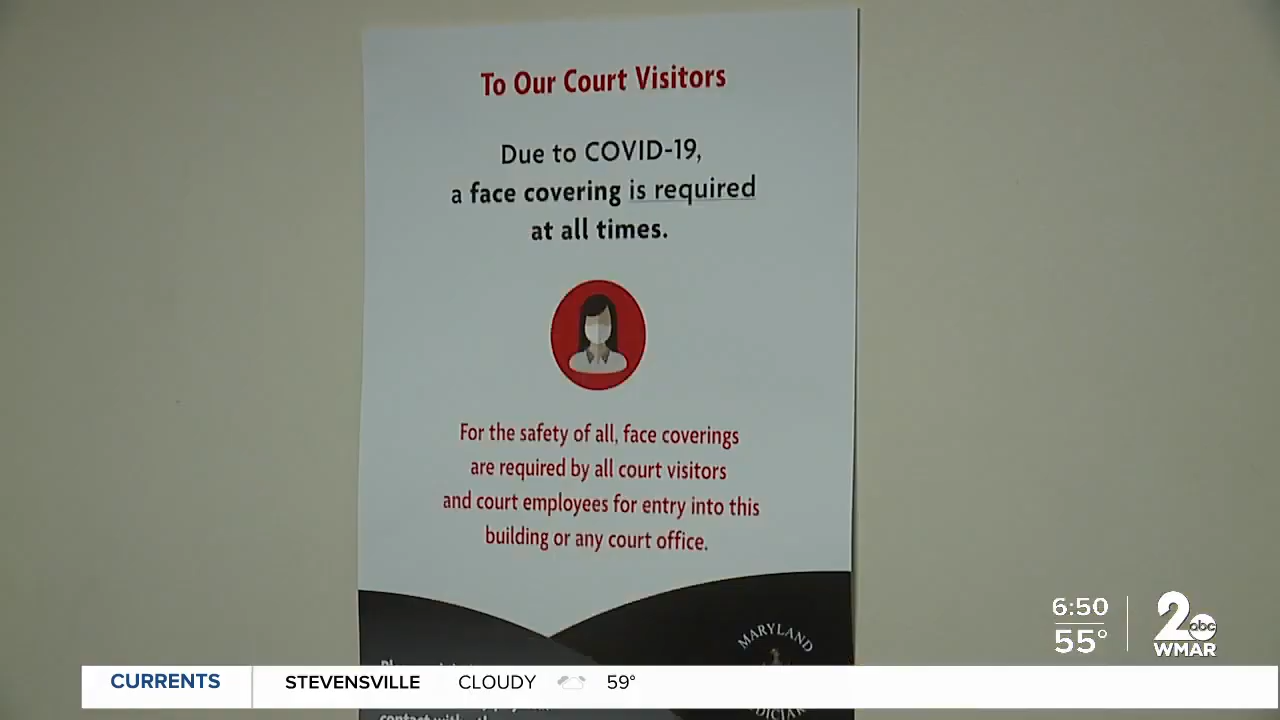 To Our Court Visitors
Due to COVID-19,
a face covering is required
at all times.
For the safety of all, face coverings
are required by all court visitors
and court employees for entry into this
building or any court office.
MARYLAND
6:50
55°
2 abc
WMAR
CURRENTS STEVENSVILLE CLOUDY 59°